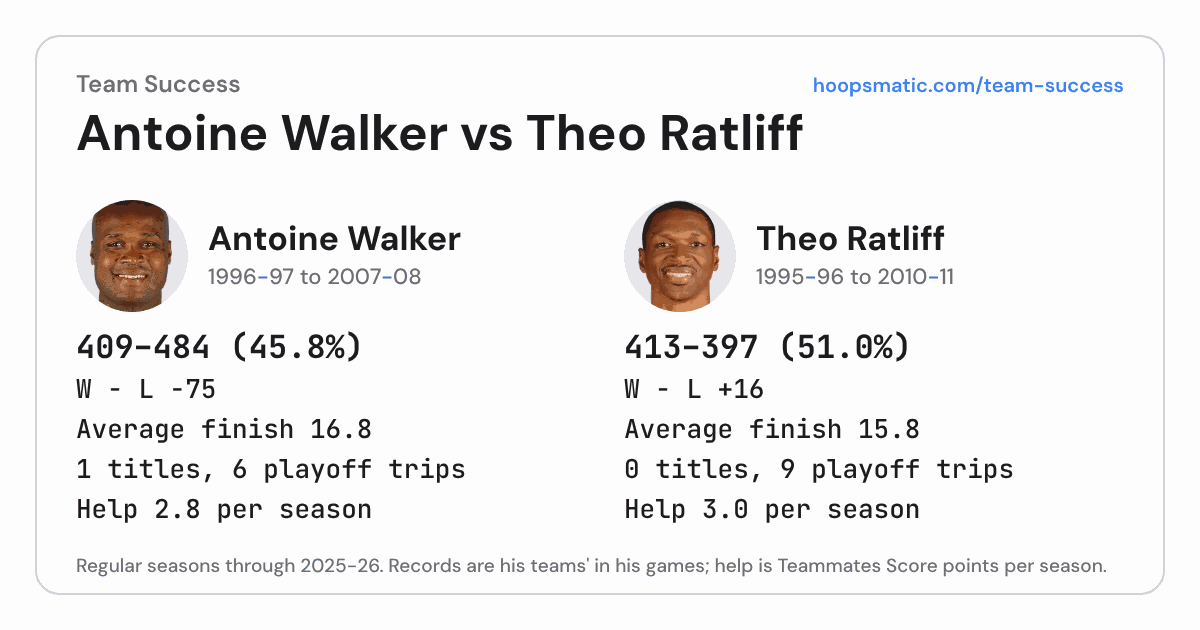 Team Success
hoopsmatic.com/team-success
Antoine Walker vs Theo Ratliff
Antoine Walker
1996-97 to 2007-08
409-484 (45.8%)
W - L -75
Average finish 16.8
1 titles, 6 playoff trips
Help 2.8 per season
Theo Ratliff
1995-96 to 2010-11
413-397 (51.0%)
W - L +16
Average finish 15.8
0 titles, 9 playoff trips
Help 3.0 per season
Regular seasons through 2025-26. Records are his teams' in his games; help is Teammates Score points per season.